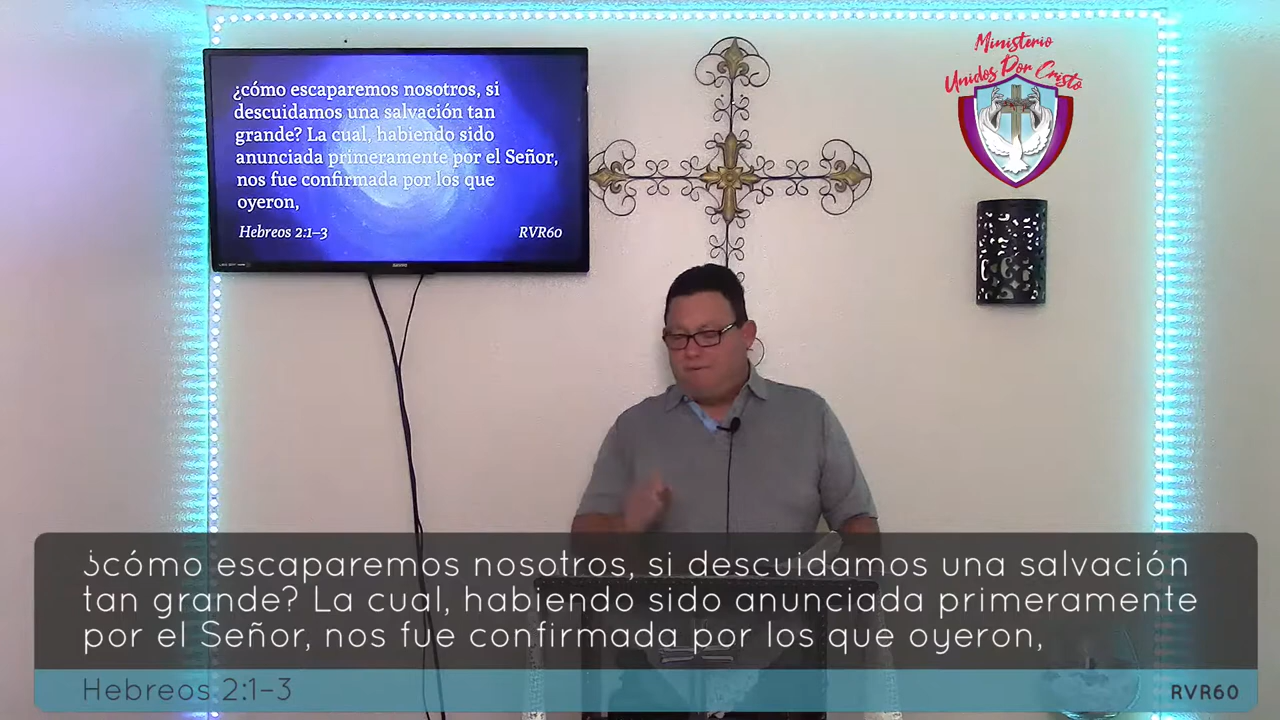 ¿cómo escaparemos nosotros, si
descuidamos una salvación tan
grande? La cual, habiendo sido
anunciada primeramente por el Señor,
nos fue confirmada por los que
oyeron,
Hebreos 2:1–3 RVR60
Ministerio
Unidos Por Cristo
¿cómo escaparemos nosotros, si descuidamos una salvación
tan grande? La cual, habiendo sido anunciada primeramente
por el Señor, nos fue confirmada por los que oyeron,
Hebreos 2:1–3 RVR60